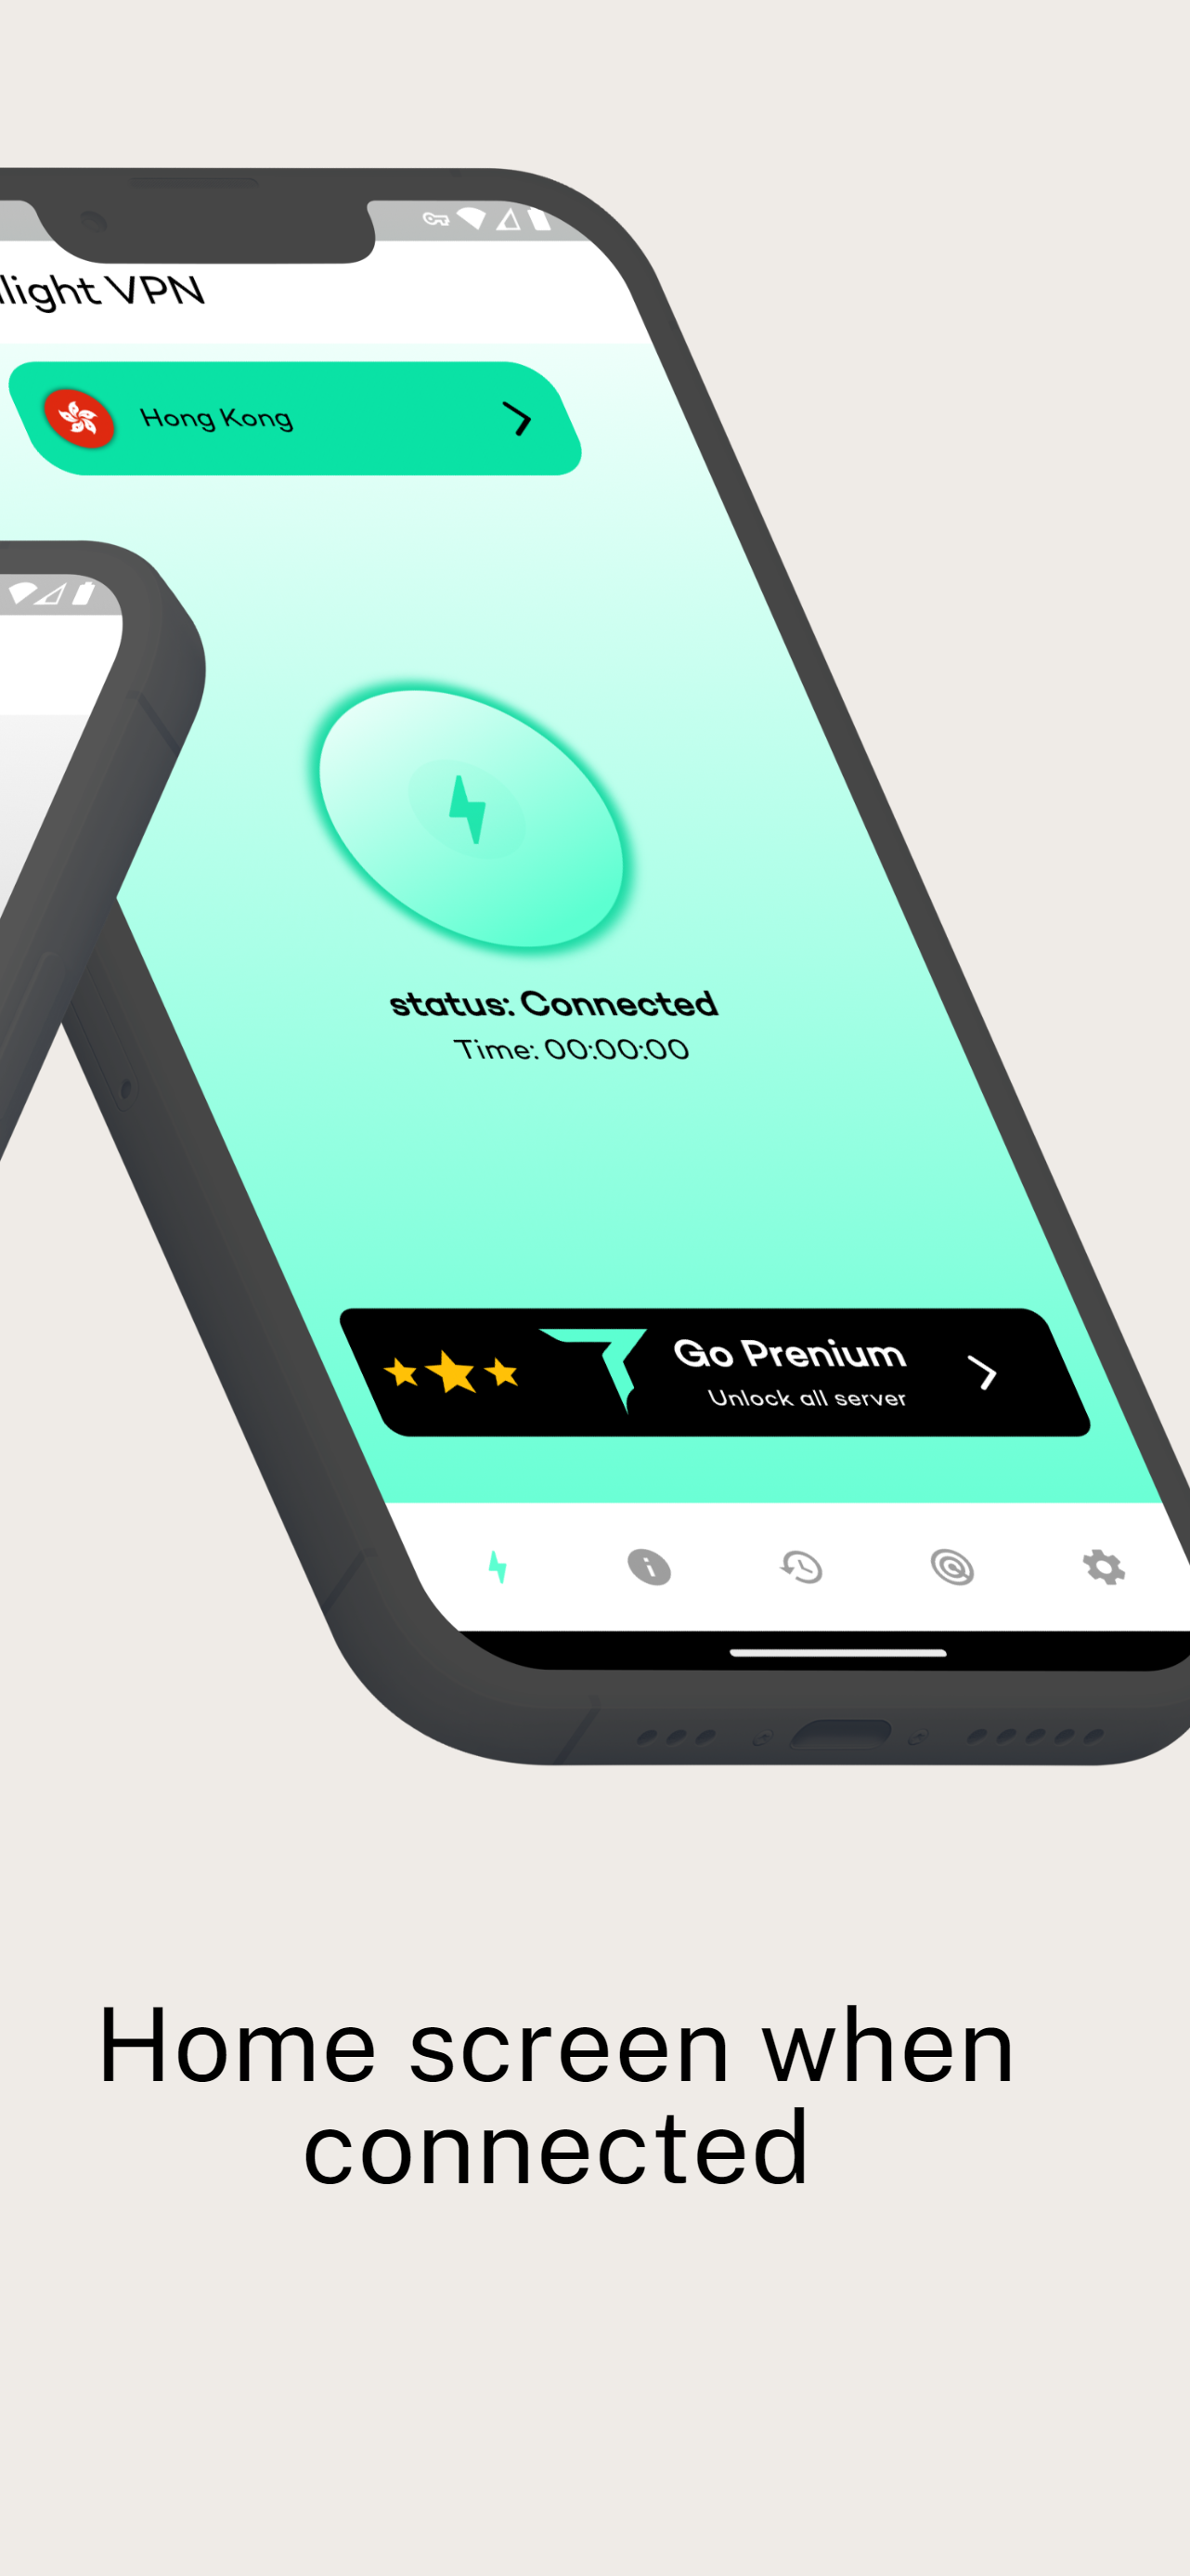 light VPN
Hong Kong
status: Connected
Time: 00:00:00
Go Prenium
Unlock all server
Home screen when
connected